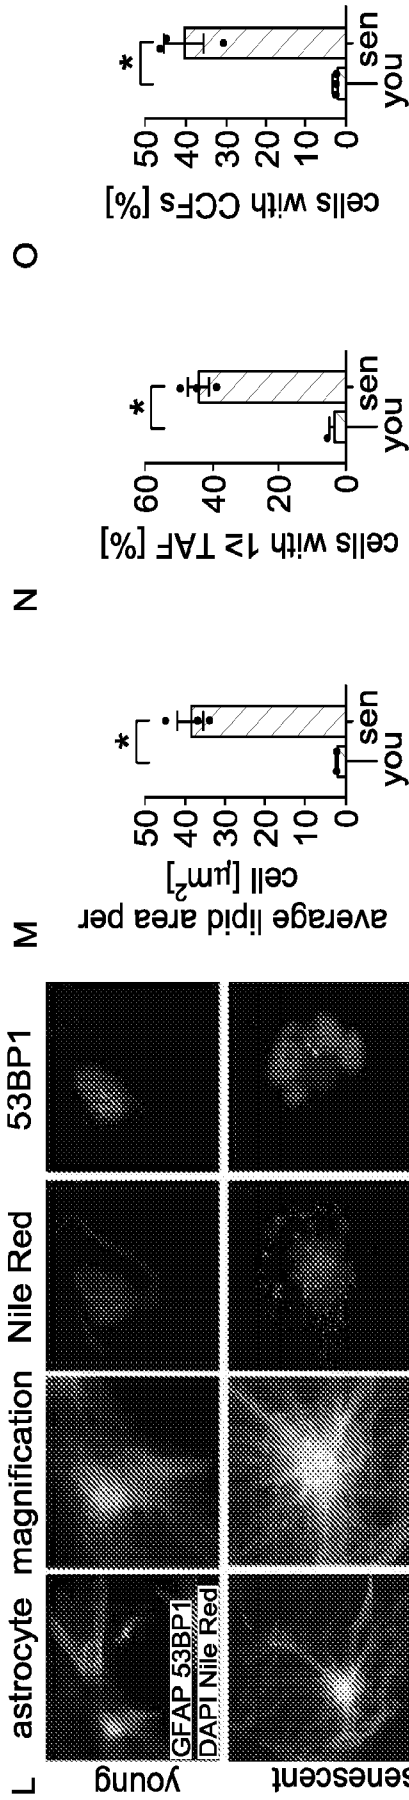 L
astrocyte
magnification
Nile Red
53BP1
young
GFAP 53BP1
DAPI Nile Red
senescent
M
average lipid area per
cell [µm²]
50
40
30
20
10
0
*
you
sen
N
cells with 1≥ TAF [%]
60
40
20
0
*
you
sen
O
cells with CCFs [%]
50
40
30
20
10
0
*
you
sen